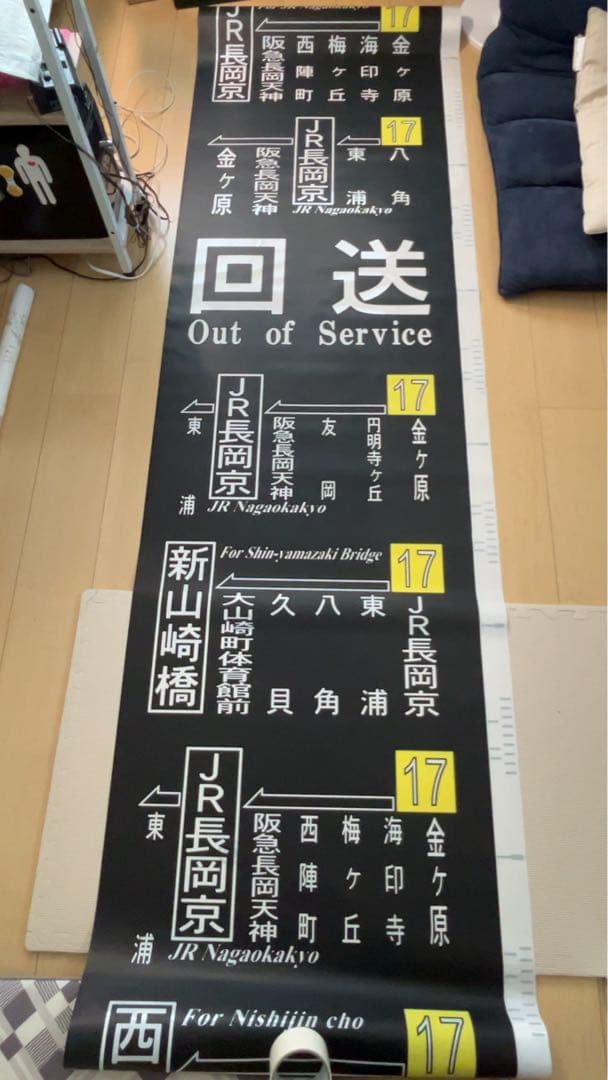 For JR Nagaokakyo
17
金ヶ原
海印寺
梅ヶ丘
西陣町
阪急長岡天神
JR長岡京
17
八角
東浦
JR長岡京
JR Nagaokakyo
阪急長岡天神
金ヶ原
回送
Out of Service
17
金ヶ原
円明寺ヶ丘
友岡
阪急長岡天神
JR長岡京
JR Nagaokakyo
東浦
For Shin-yamazaki Bridge
17
JR長岡京
東浦
八角
久貝
大山崎町体育館前
新山崎橋
17
金ヶ原
海印寺
梅ヶ丘
西陣町
阪急長岡天神
JR長岡京
JR Nagaokakyo
東浦
For Nishijin cho
17
西